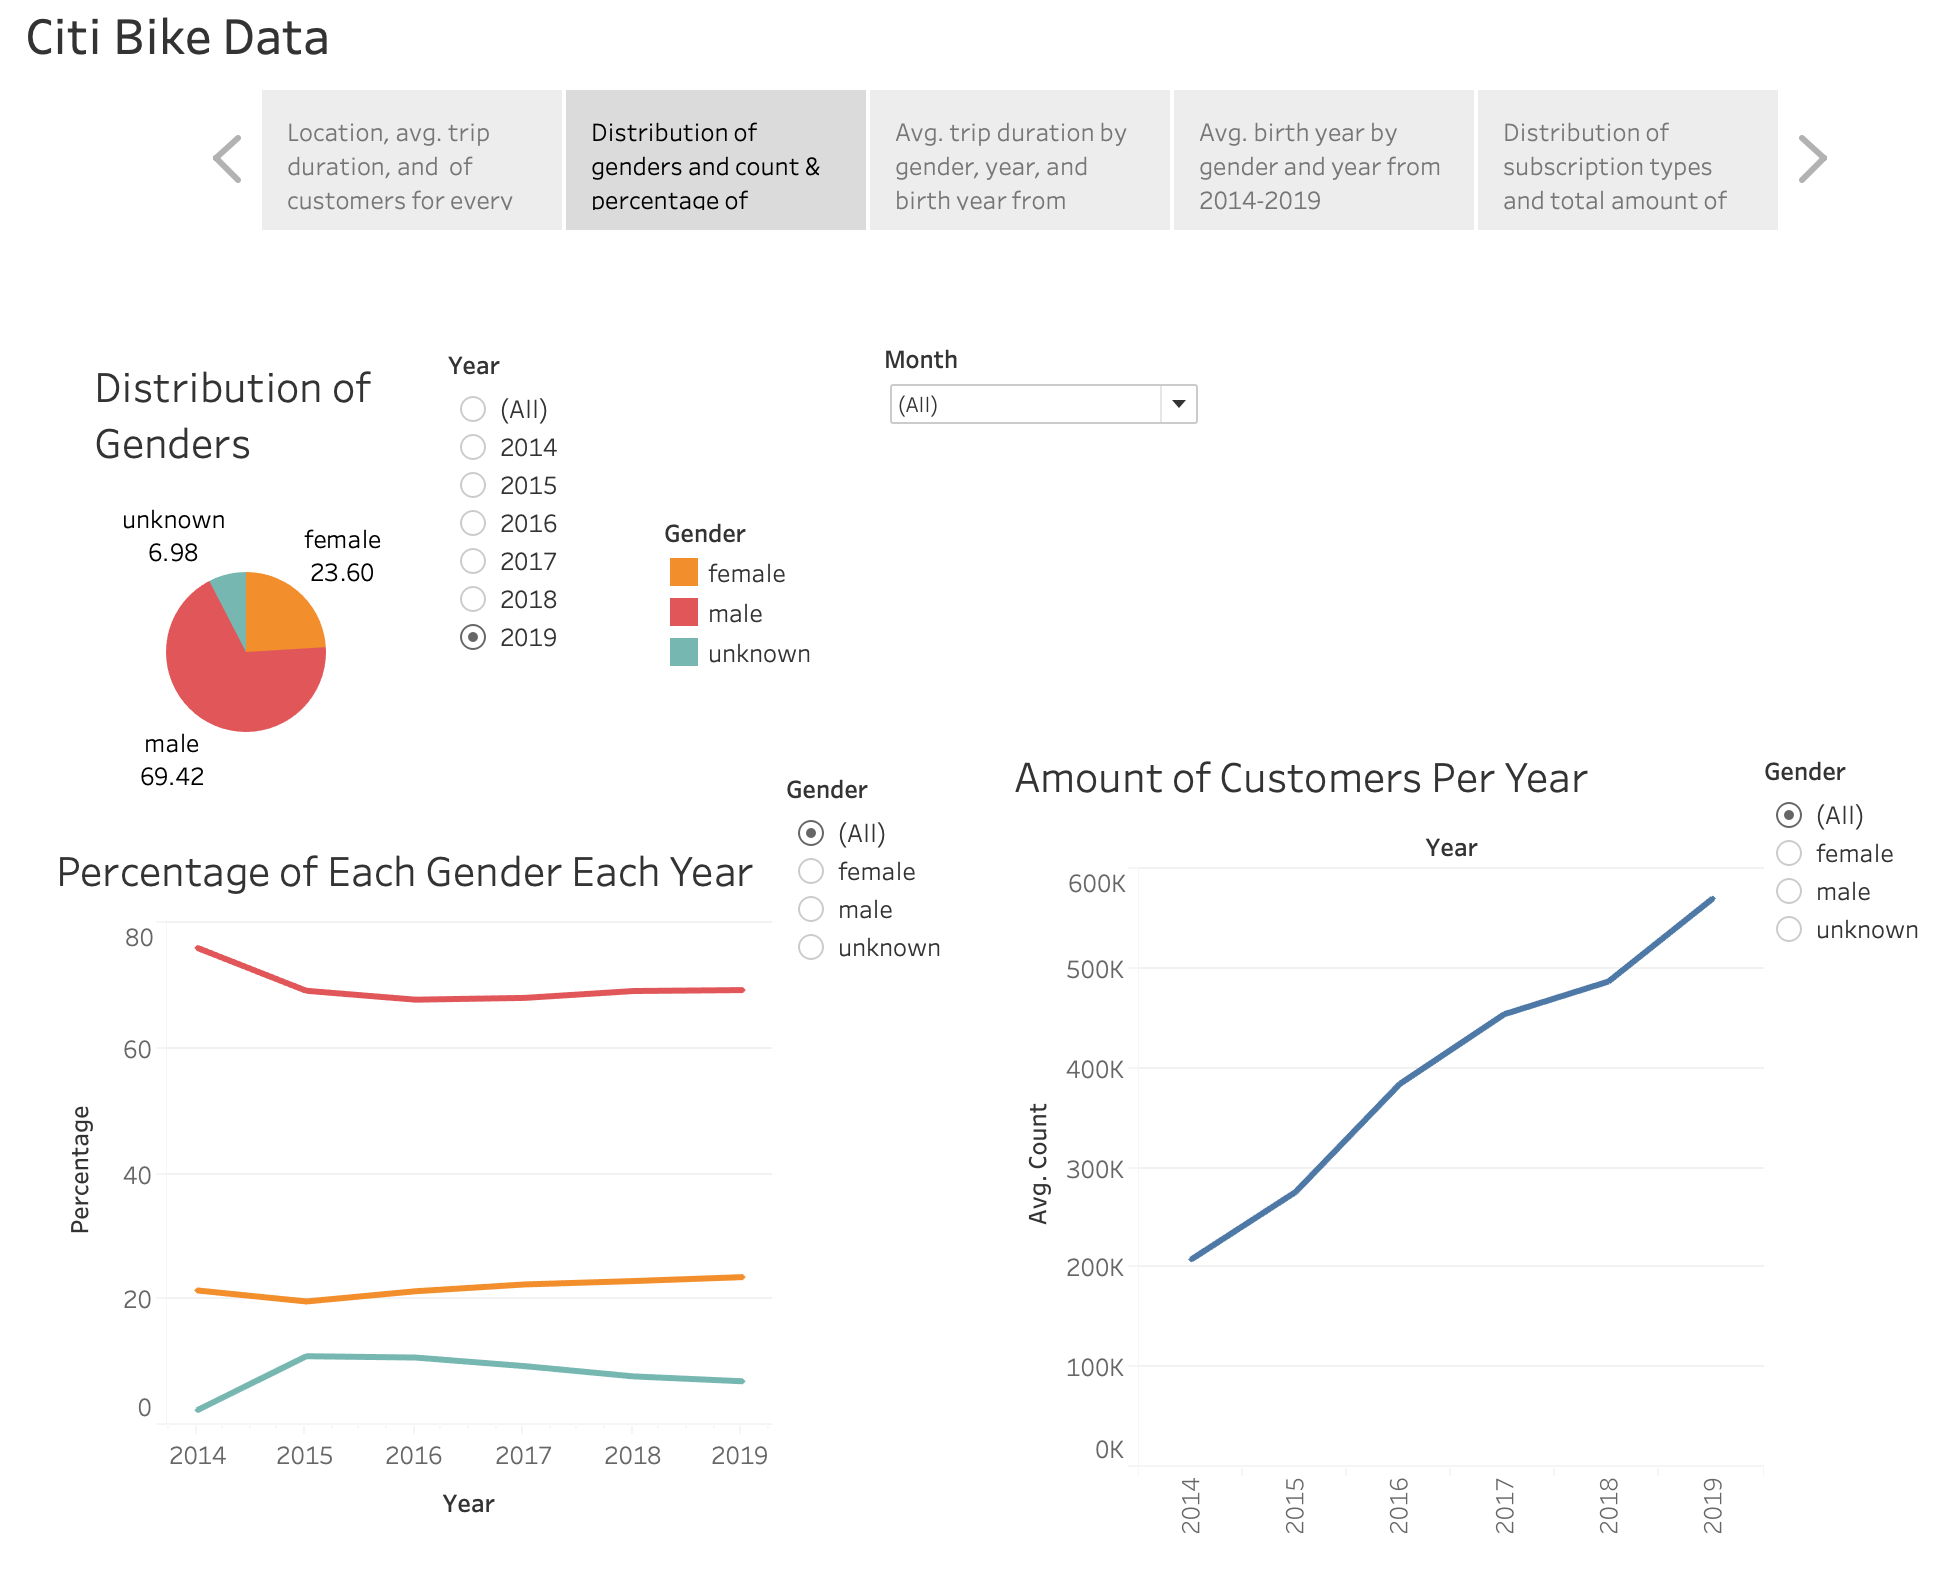 Citi Bike Data
Location, avg. trip
duration, and  of
customers for every
Distribution of
genders and count &
percentage of
Avg. trip duration by
gender, year, and
birth year from
Avg. birth year by
gender and year from
2014-2019
Distribution of
subscription types
and total amount of
Distribution of
Genders
unknown
6.98
female
23.60
male
69.42
Year
(All)
2014
2015
2016
2017
2018
2019
Month
(All)
Gender
female
male
unknown
Percentage of Each Gender Each Year
Gender
(All)
female
male
unknown
80
60
40
20
0
Percentage
2014
2015
2016
2017
2018
2019
Year
Amount of Customers Per Year
Gender
(All)
female
male
unknown
Year
600K
500K
400K
300K
200K
100K
0K
Avg. Count
2014
2015
2016
2017
2018
2019